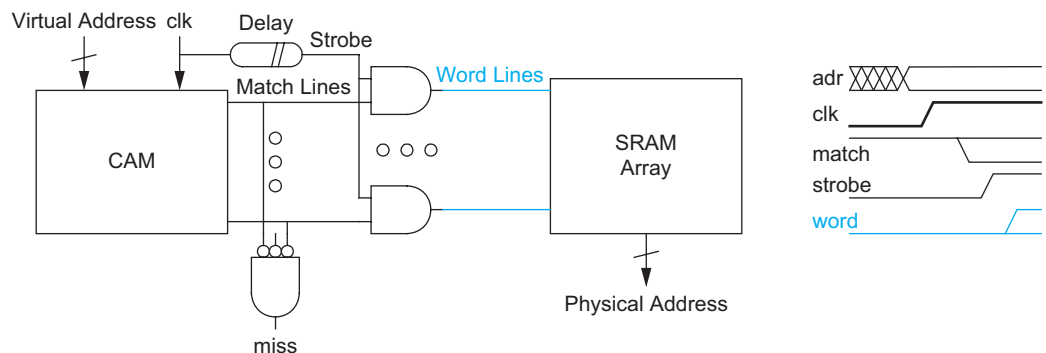 Virtual Address
clk
Delay
Strobe
Match Lines
Word Lines
CAM
SRAM
Array
Physical Address
miss
adr
clk
match
strobe
word